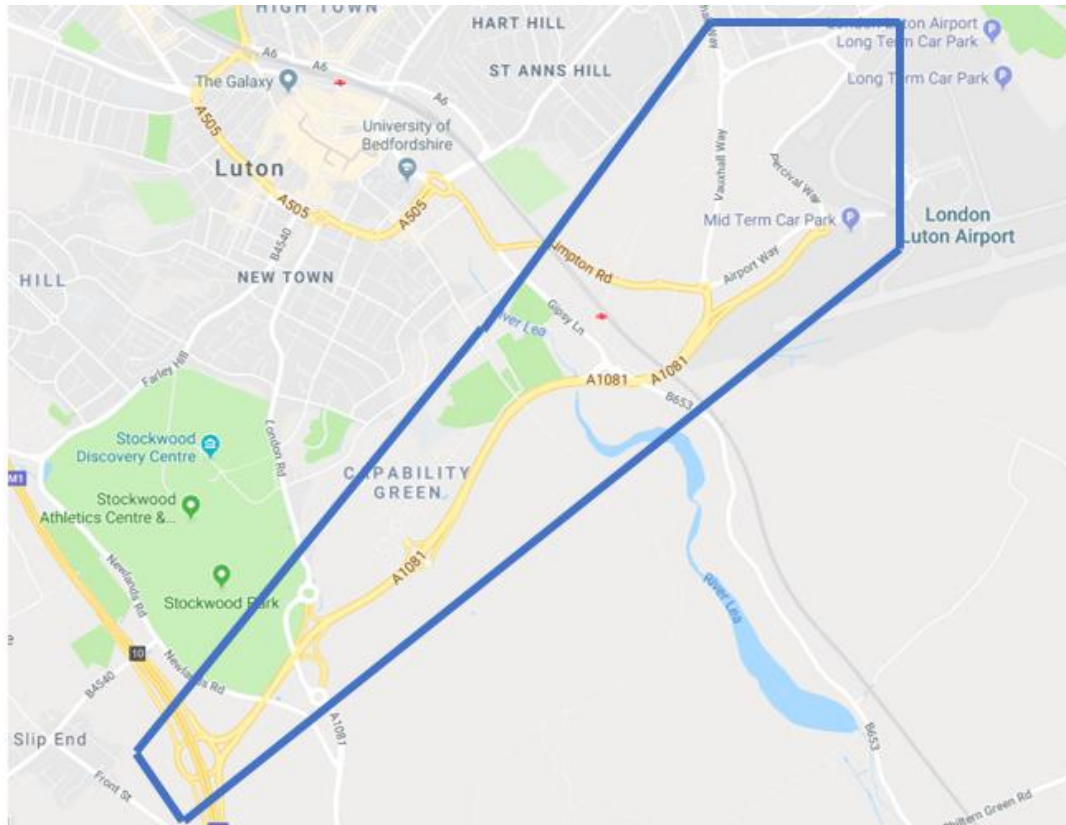 HIGH TOWN
HART HILL
London Luton Airport
Long Term Car Park
A6
A6
ST ANNS HILL
The Galaxy
Long Term Car Park
A6
A505
University of
Bedfordshire
Luton
Vauxhall Way
Percival Way
A505
A505
Mid Term Car Park
London
Luton Airport
B4540
NEW TOWN
Rd
Airport Way
HILL
Gipsy Ln
River Lea
Farley Hill
A1081
A1081
B653
London Rd
Stockwood
Discovery Centre
CAPABILITY
GREEN
M1
Stockwood
Athletics Centre &...
A1081
Newlands Rd
Stockwood Park
River Lea
10
Newlands Rd
B4540
A1081
Slip End
B653
Front St
Chiltern Green Rd